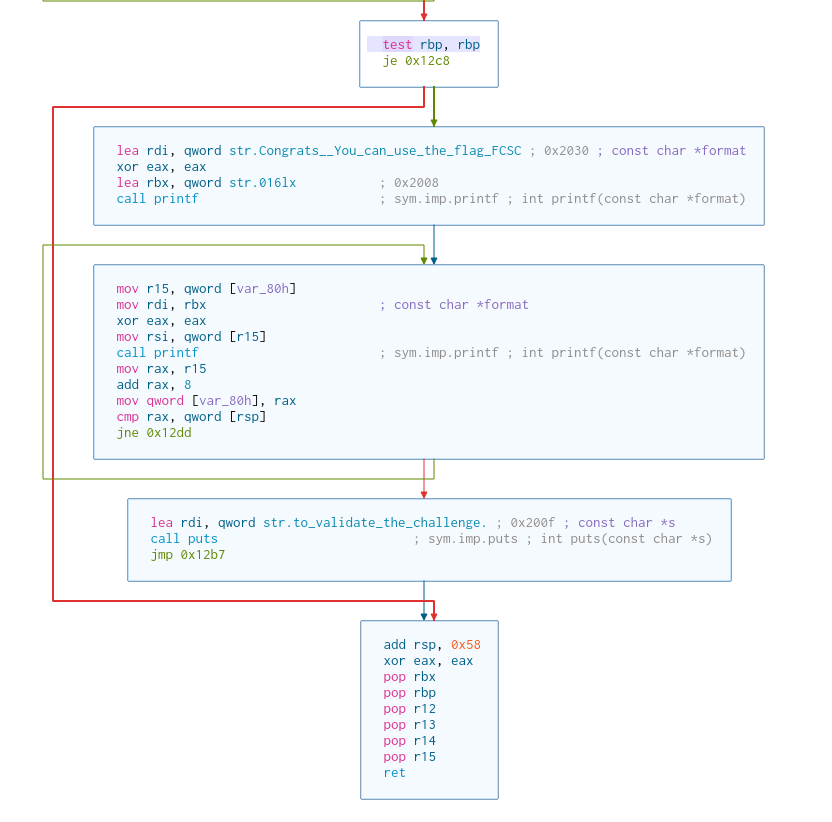 test rbp, rbp
je 0x12c8
lea rdi, qword str.Congrats__You_can_use_the_flag_FCSC ; 0x2030 ; const char *format
xor eax, eax
lea rbx, qword str.016lx ; 0x2008
call printf ; sym.imp.printf ; int printf(const char *format)
mov r15, qword [var_80h]
mov rdi, rbx ; const char *format
xor eax, eax
mov rsi, qword [r15]
call printf ; sym.imp.printf ; int printf(const char *format)
mov rax, r15
add rax, 8
mov qword [var_80h], rax
cmp rax, qword [rsp]
jne 0x12dd
lea rdi, qword str.to_validate_the_challenge. ; 0x200f ; const char *s
call puts ; sym.imp.puts ; int puts(const char *s)
jmp 0x12b7
add rsp, 0x58
xor eax, eax
pop rbx
pop rbp
pop r12
pop r13
pop r14
pop r15
ret